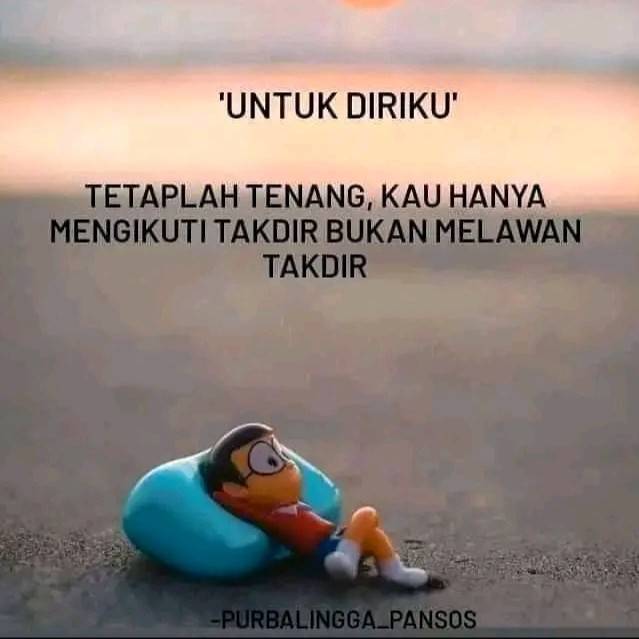 'UNTUK DIRIKU'
TETAPLAH TENANG, KAU HANYA
MENGIKUTI TAKDIR BUKAN MELAWAN
TAKDIR
-PURBALINGGA_PANSOS